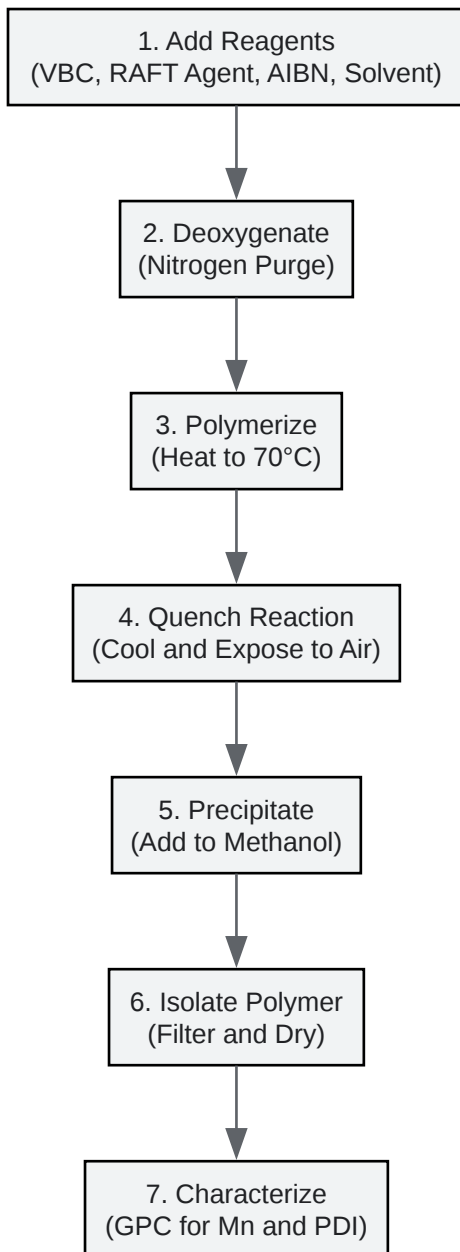 1. Add Reagents
(VBC, RAFT Agent, AIBN, Solvent)
2. Deoxygenate
(Nitrogen Purge)
3. Polymerize
(Heat to 70°C)
4. Quench Reaction
(Cool and Expose to Air)
5. Precipitate
(Add to Methanol)
6. Isolate Polymer
(Filter and Dry)
7. Characterize
(GPC for Mn and PDI)